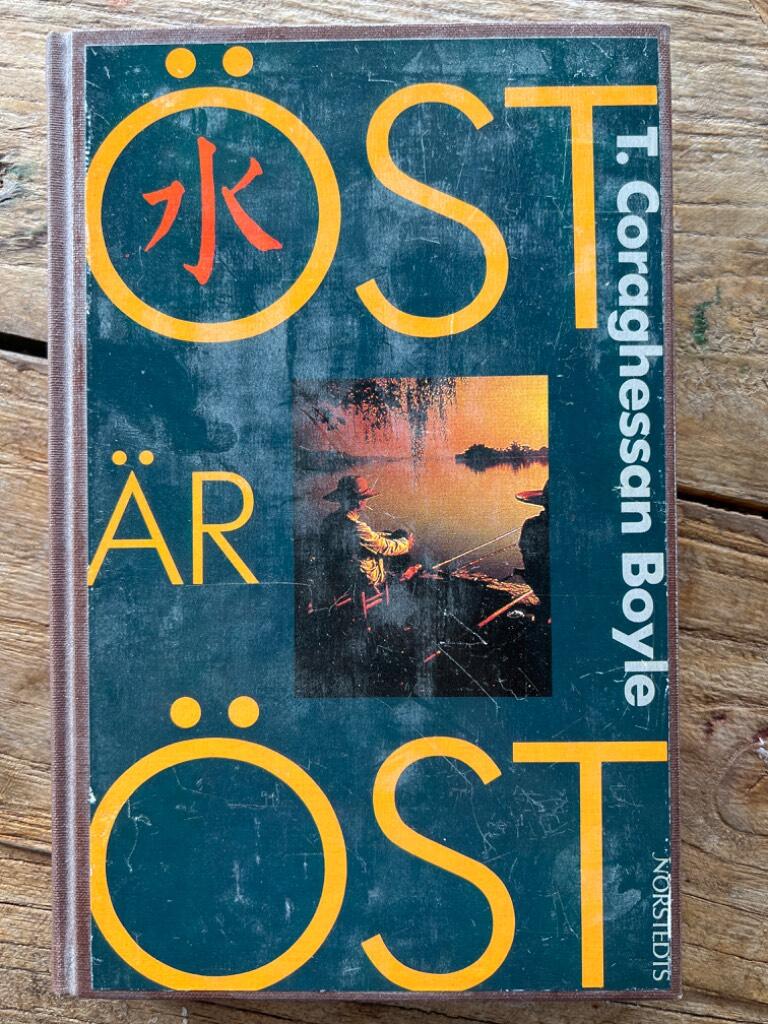 ÖST
水
ÄR
ÖST
T. Coraghessan Boyle
NORSTEDTS